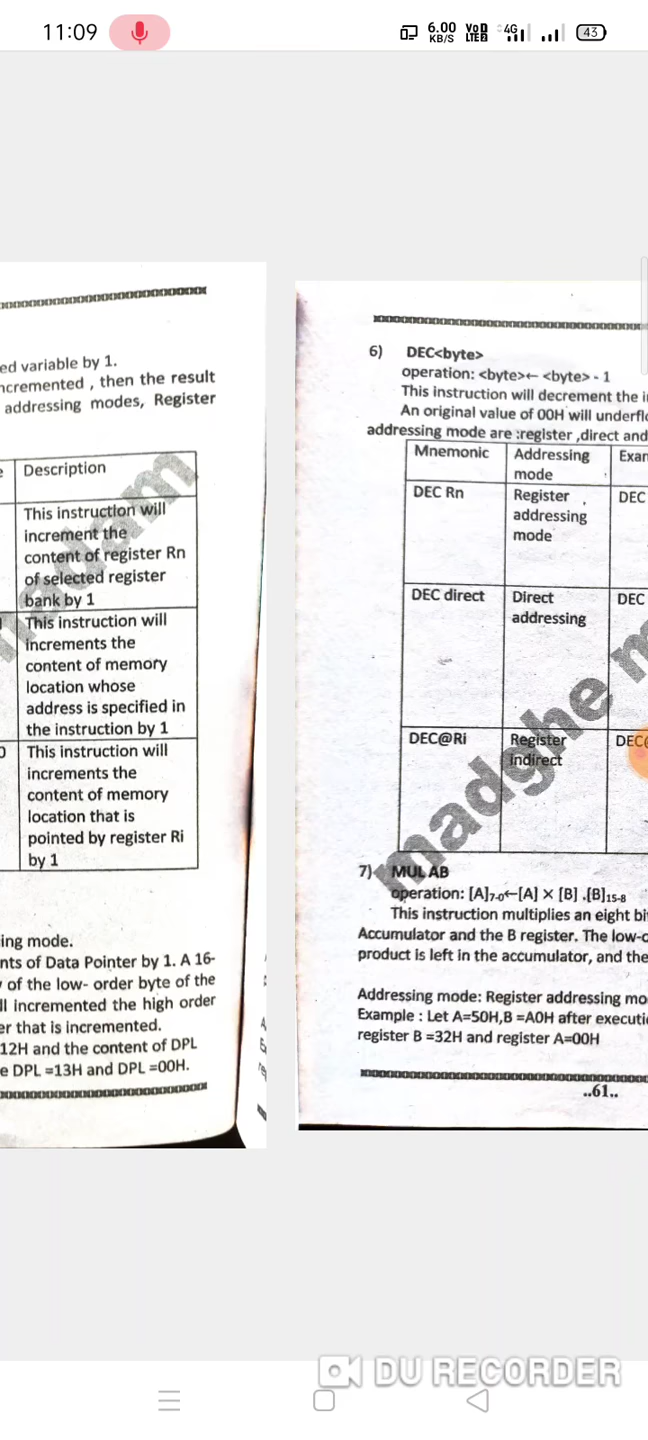 11:09
6.00
KB/S
VoD
LTE2
4G
43
ed variable by 1.
ncremented , then the result
addressing modes, Register
e
Description
This instruction will
increment the
content of register Rn
of selected register
bank by 1
This instruction will
increments the
content of memory
location whose
address is specified in
the instruction by 1
0
This instruction will
increments the
content of memory
location that is
pointed by register Ri
by 1
ing mode.
nts of Data Pointer by 1. A 16-
of the low- order byte of the
ll incremented the high order
er that is incremented.
12H and the content of DPL
e DPL =13H and DPL =00H.
6) DEC<byte>
operation: <byte>← <byte> - 1
This instruction will decrement the i
An original value of 00H will underflo
addressing mode are :register ,direct and
Mnemonic Addressing mode Exam
DEC Rn Register addressing mode DEC
DEC direct Direct addressing DEC
DEC@Ri Register indirect DEC@
madghe m
madam
7) MUL AB
operation: [A]7-0←[A] × [B] .[B]15-8
This instruction multiplies an eight bi
Accumulator and the B register. The low-o
product is left in the accumulator, and the
Addressing mode: Register addressing mo
Example : Let A=50H,B =A0H after executi
register B =32H and register A=00H
..61..
DU RECORDER